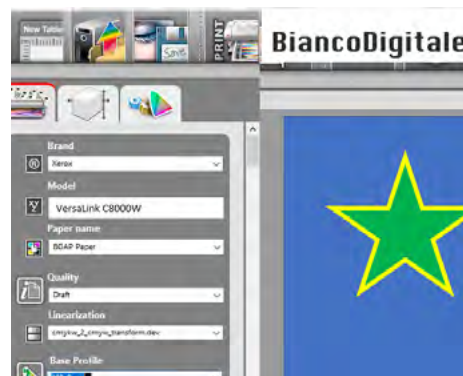 New Table
Save
PRINT
BiancoDigitale
Brand
Xerox
Model
VersaLink C8000W
Paper name
BDAP Paper
Quality
Draft
Linearization
cmykw_2_cmyw_transform.dev
Base Profile